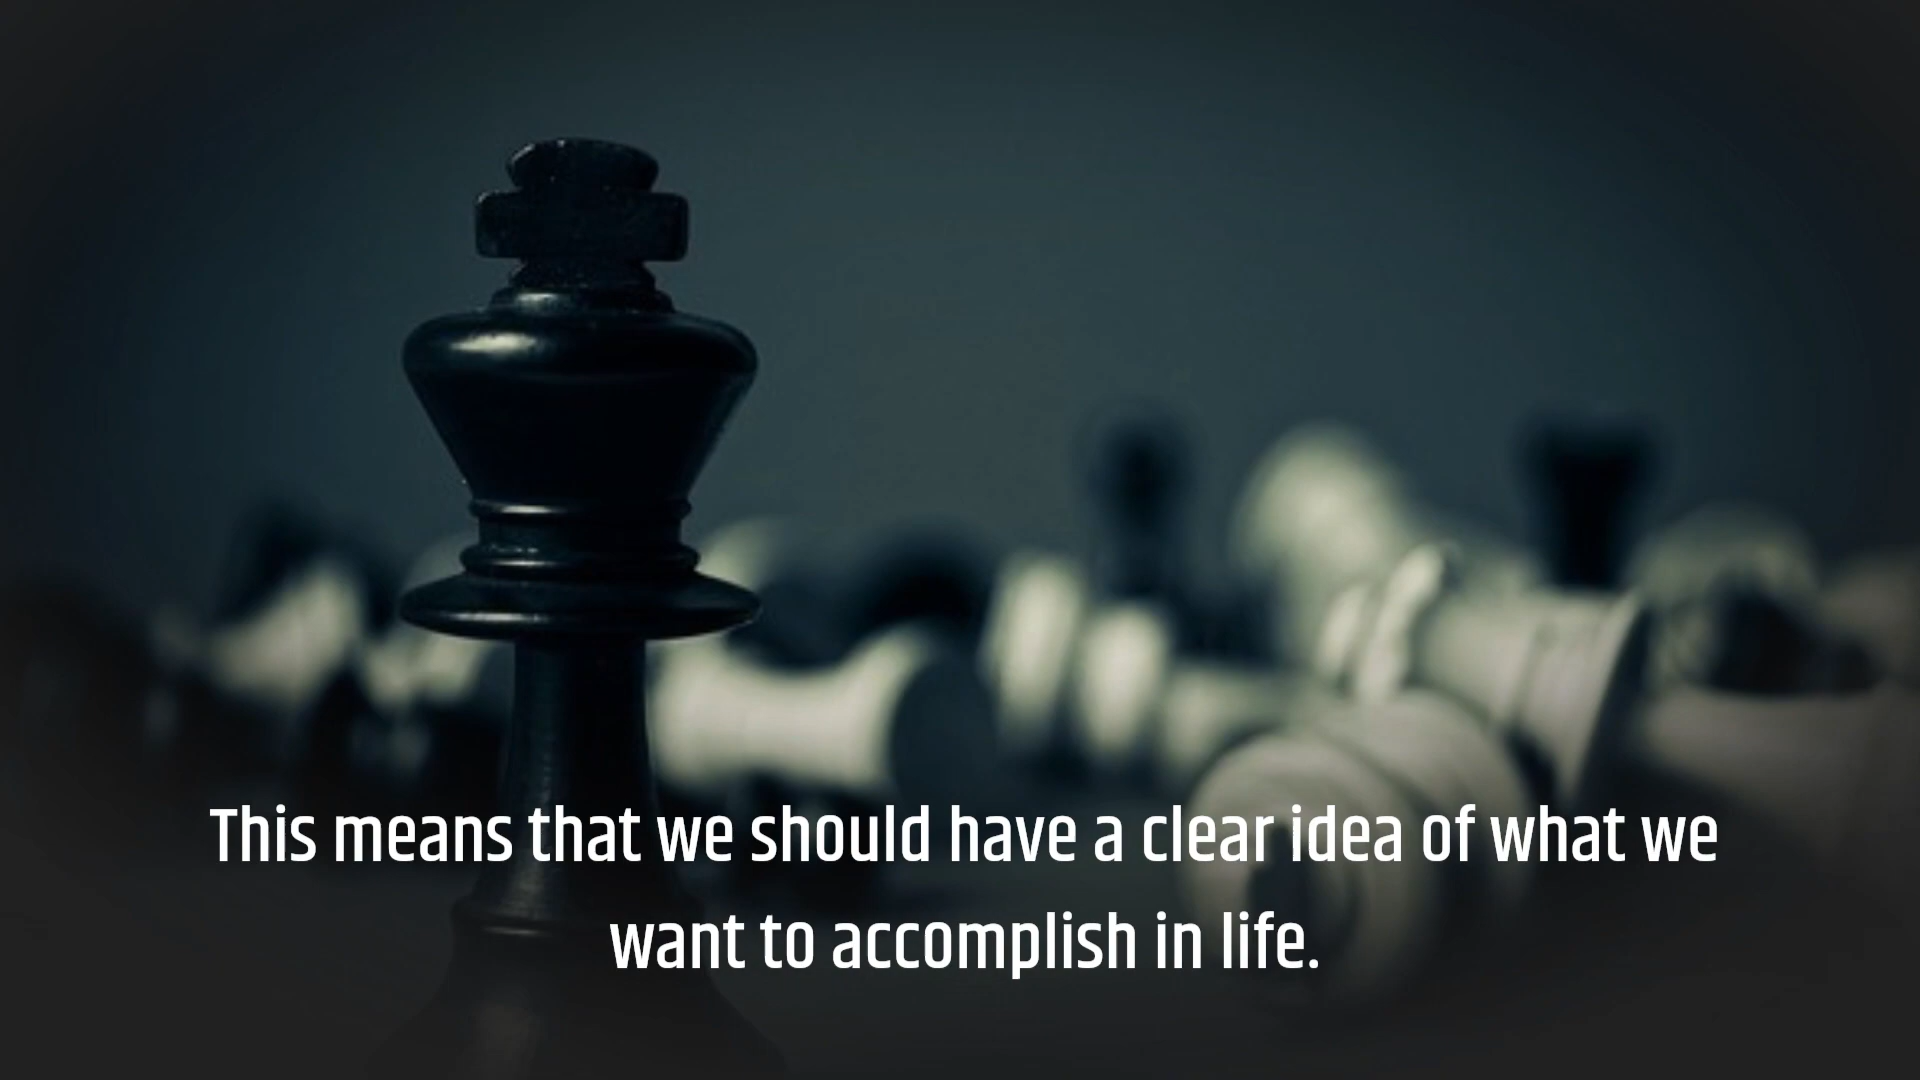 This means that we should have a clear idea of what we
want to accomplish in life.